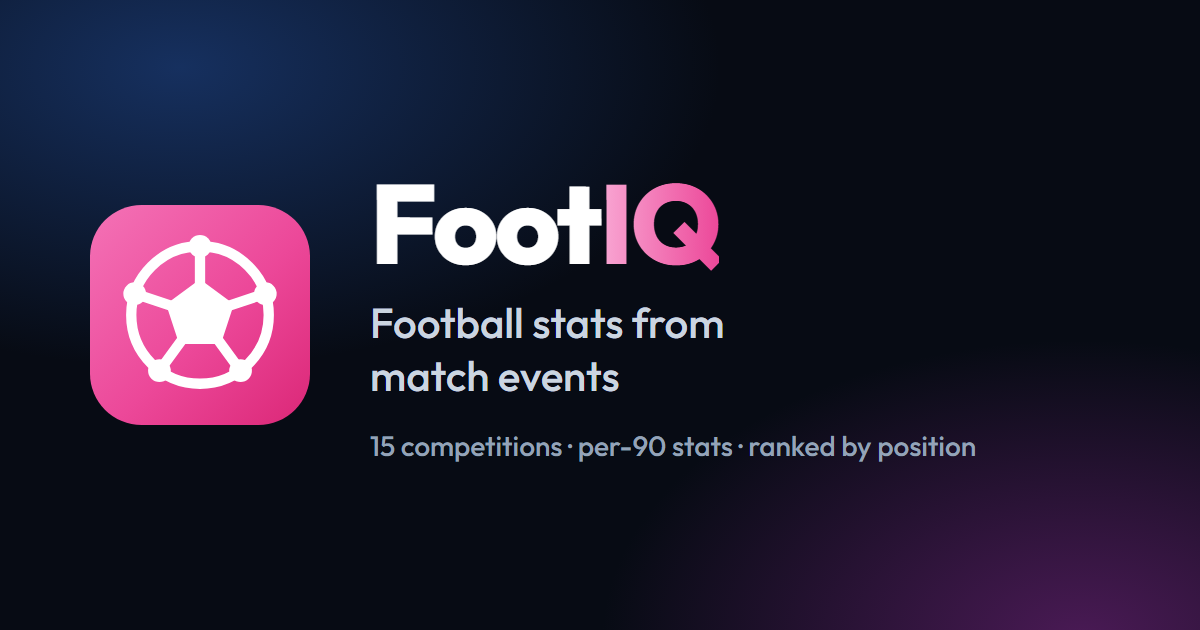 FootIQ
Football stats from
match events
15 competitions · per-90 stats · ranked by position